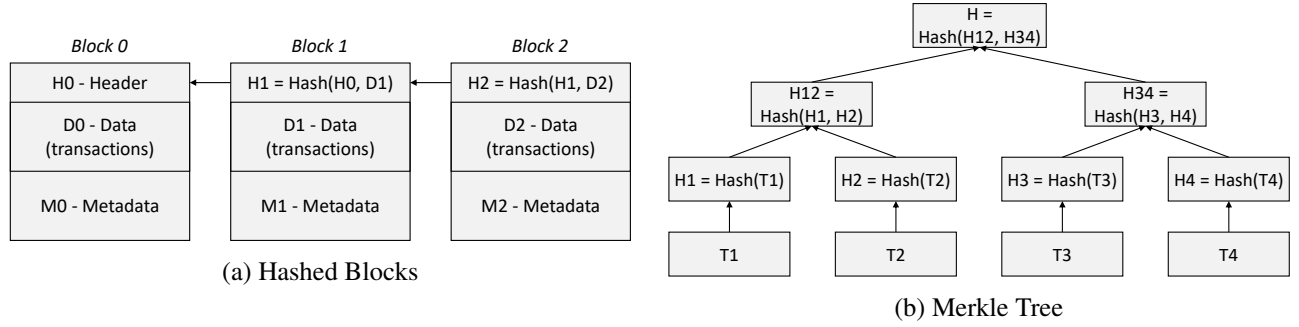 Block 0
Block 1
Block 2
H0 - Header
H1 = Hash(H0, D1)
H2 = Hash(H1, D2)
D0 - Data
(transactions)
D1 - Data
(transactions)
D2 - Data
(transactions)
M0 - Metadata
M1 - Metadata
M2 - Metadata
(a) Hashed Blocks
H =
Hash(H12, H34)
H12 =
Hash(H1, H2)
H34 =
Hash(H3, H4)
H1 = Hash(T1)
H2 = Hash(T2)
H3 = Hash(T3)
H4 = Hash(T4)
T1
T2
T3
T4
(b) Merkle Tree